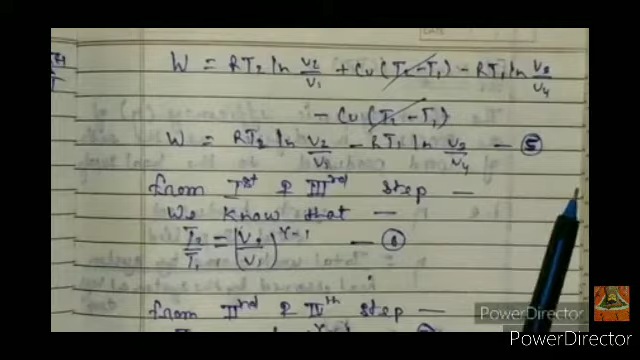 W = RT₂ ln V₂/V₁ + Cv (T₂-T₁) - RT₁ ln V₃/V₄
- Cv (T₂-T₁)
W = RT₂ ln V₂/V₁ - RT₁ ln V₃/V₄ - ⑤
from Iˢᵗ & IIIʳᵈ step -
We know that -
T₂/T₁ = (/V₁)^γ-1 - ⑥
from IIʳᵈ & IVᵗʰ step -
PowerDirector
PowerDirector